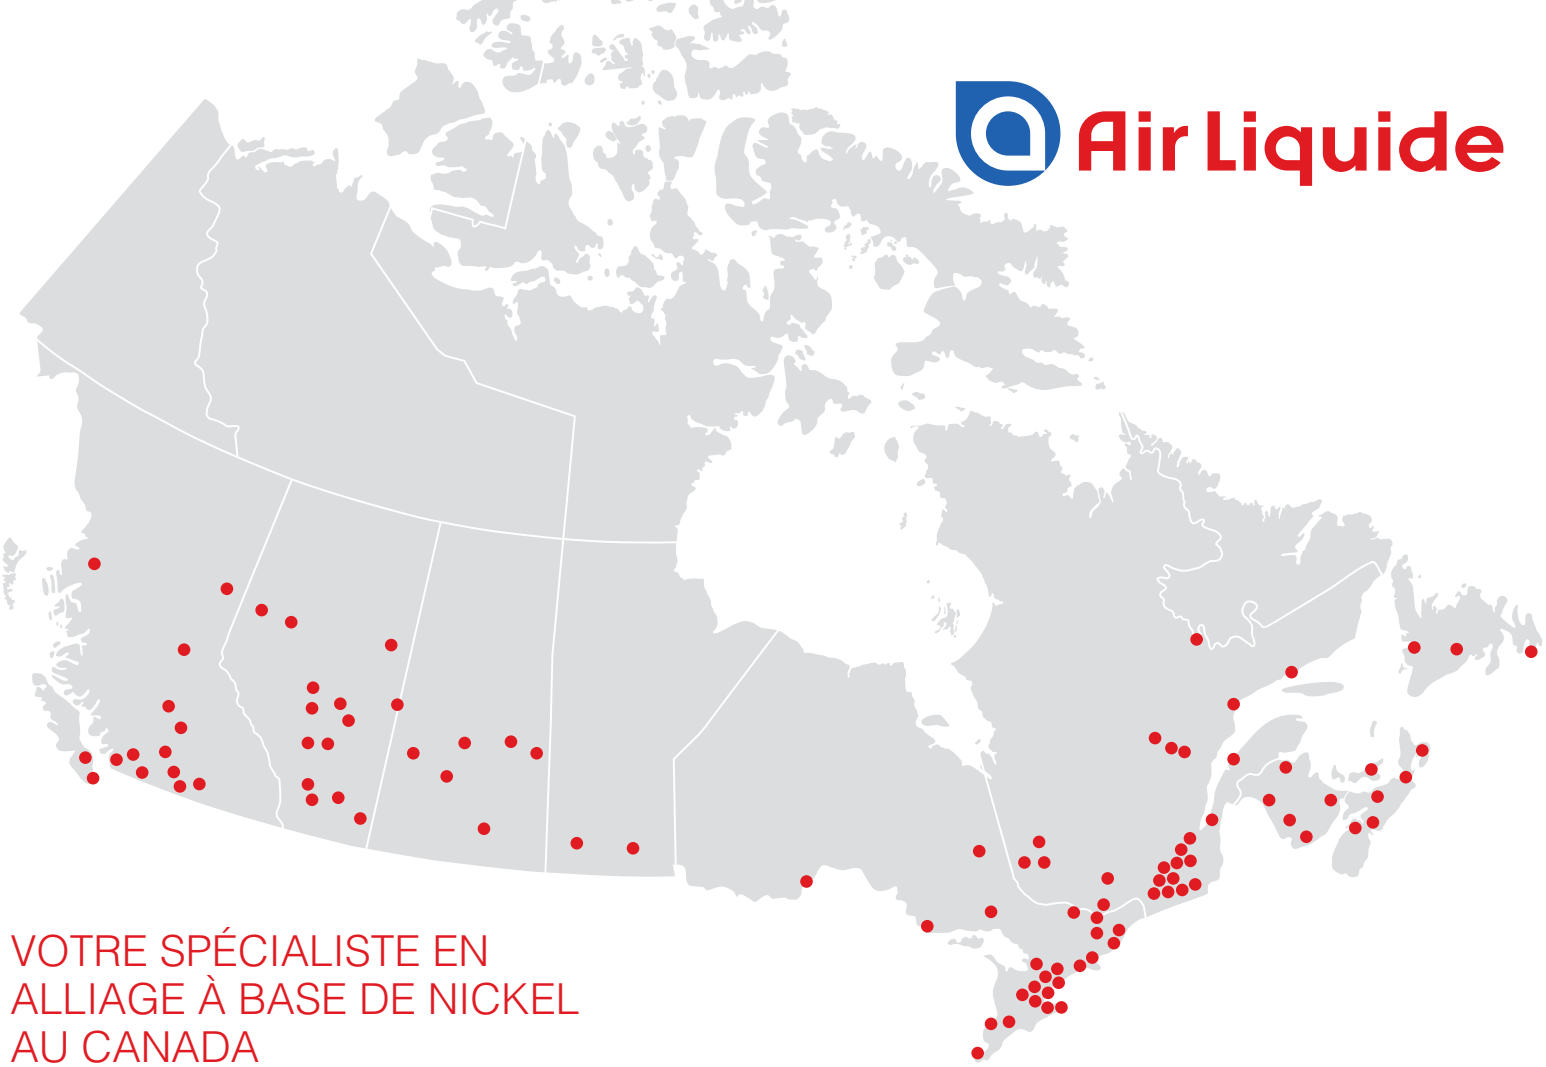 Air Liquide
VOTRE SPÉCIALISTE EN
ALLIAGE À BASE DE NICKEL
AU CANADA